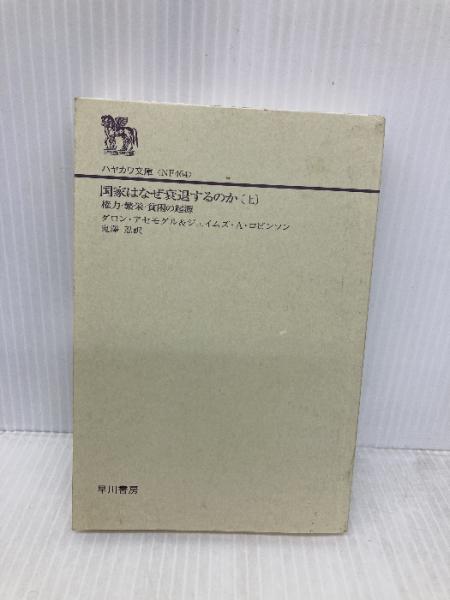 ハヤカワ文庫〈NF464〉
国家はなぜ衰退するのか〔上〕
権力・繁栄・貧困の起源
ダロン・アセモグル&ジェイムズ・A・ロビンソン
鬼澤 忍訳
早川書房